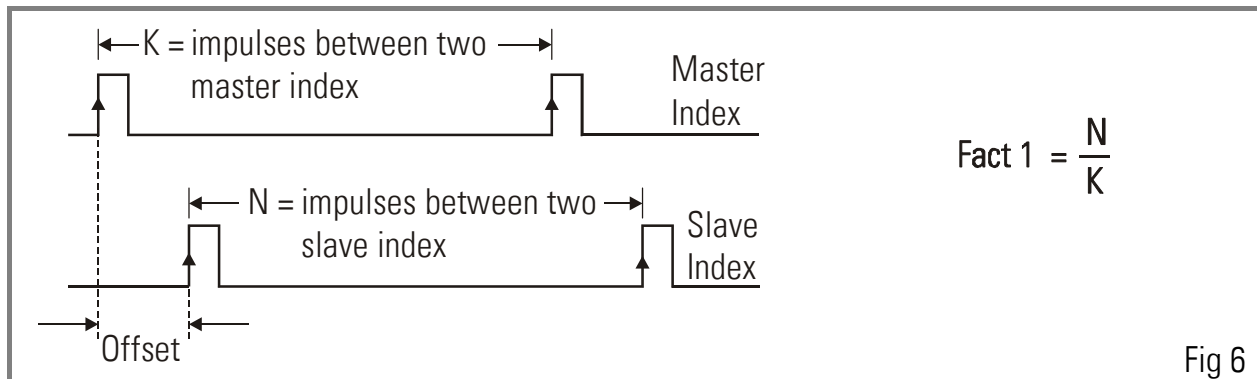 K = impulses between two
master index
Master
Index
Fact 1 = N
K
N = impulses between two
slave index
Slave
Index
Offset
Fig 6